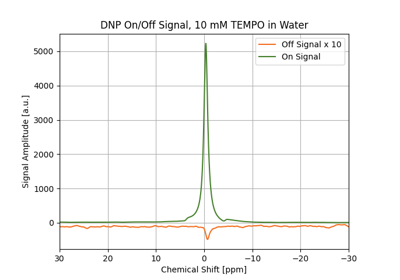 DNP On/Off Signal, 10 mM TEMPO in Water
Off Signal x 10
On Signal
5000
4000
3000
2000
1000
0
Signal Amplitude [a.u.]
30 20 10 0 −10 −20 −30
Chemical Shift [ppm]